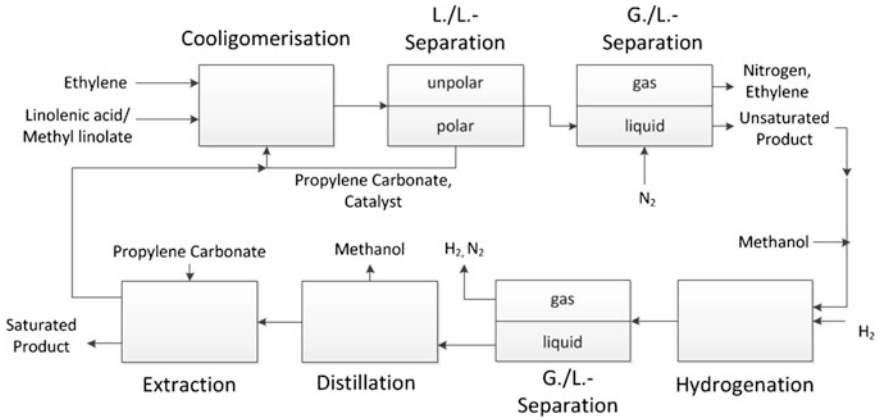 Cooligomerisation
L./L.-
Separation
G./L.-
Separation
Ethylene
Linolenic acid/
Methyl linolate
unpolar
polar
gas
liquid
Nitrogen,
Ethylene
Unsaturated
Product
Propylene Carbonate,
Catalyst
N2
Propylene Carbonate
Methanol
H2, N2
Methanol
gas
liquid
H2
Saturated
Product
Extraction
Distillation
G./L.-
Separation
Hydrogenation